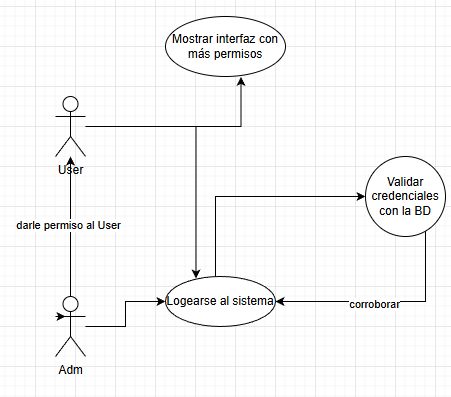 Mostrar interfaz con
más permisos
User
Validar
credenciales
con la BD
darle permiso al User
Logearse al sistema
corroborar
Adm